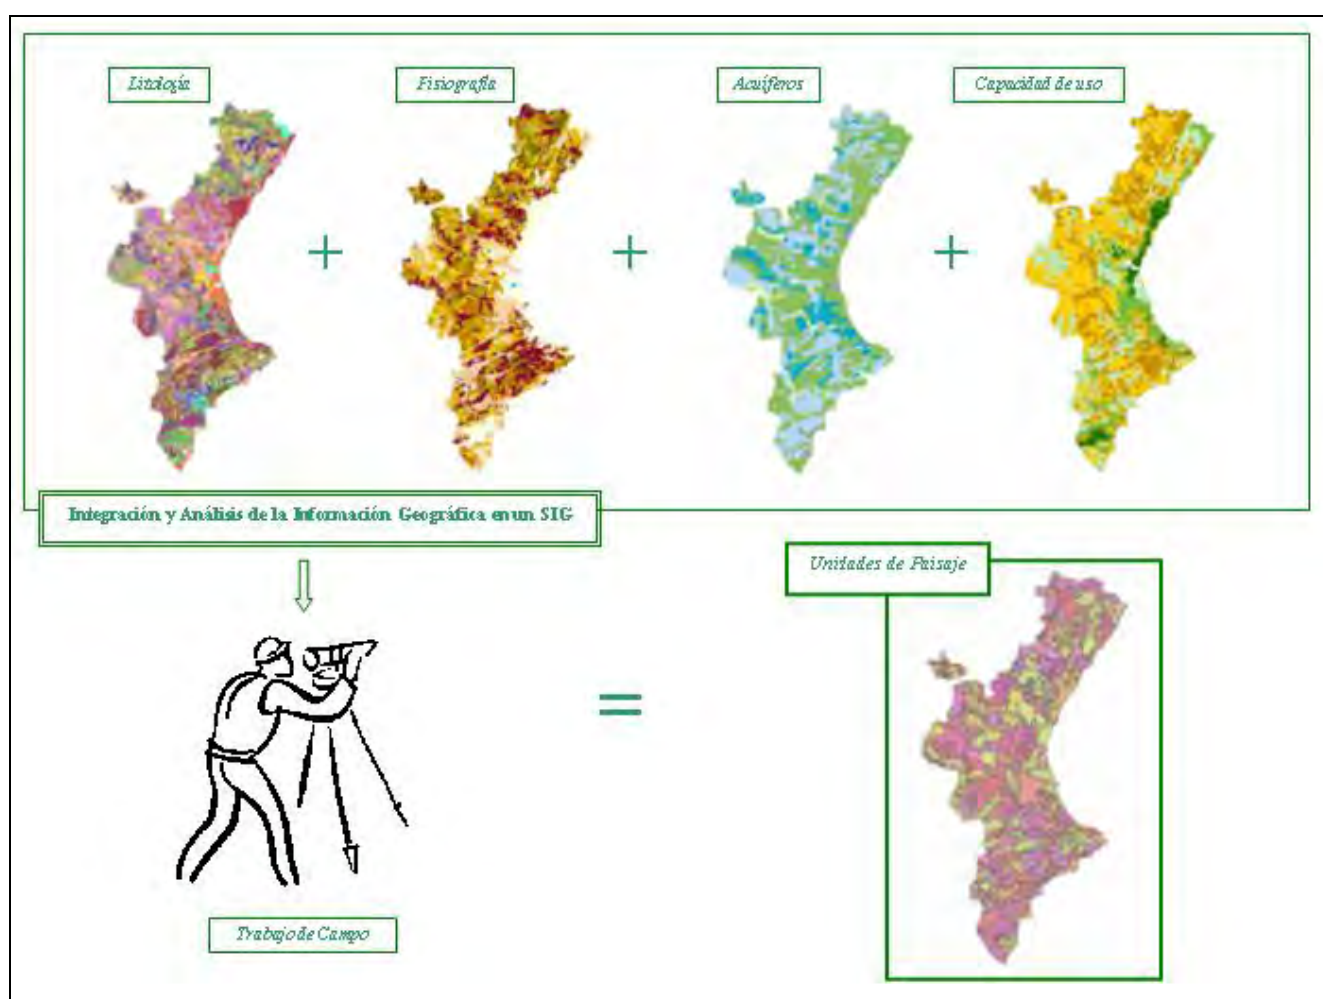 Litología
Fisiografía
Acuíferos
Capacidad de uso
Integración y Análisis de la Información Geográfica en un SIG
Unidades de Paisaje
Trabajo de Campo